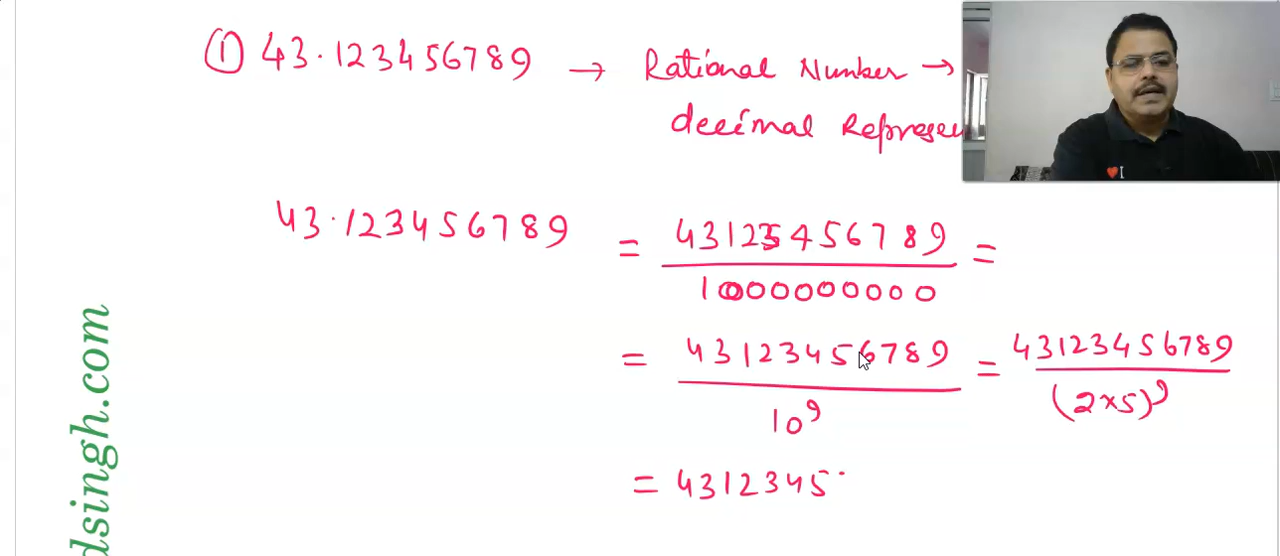 ① 43.123456789 → Rational Number →
decimal
43.123456789 = 43123456789 / 1000000000 =
= 43123456789 / 10⁹ = 43123456789 / (2×5)⁹
= 4312345
dsingh.com
I